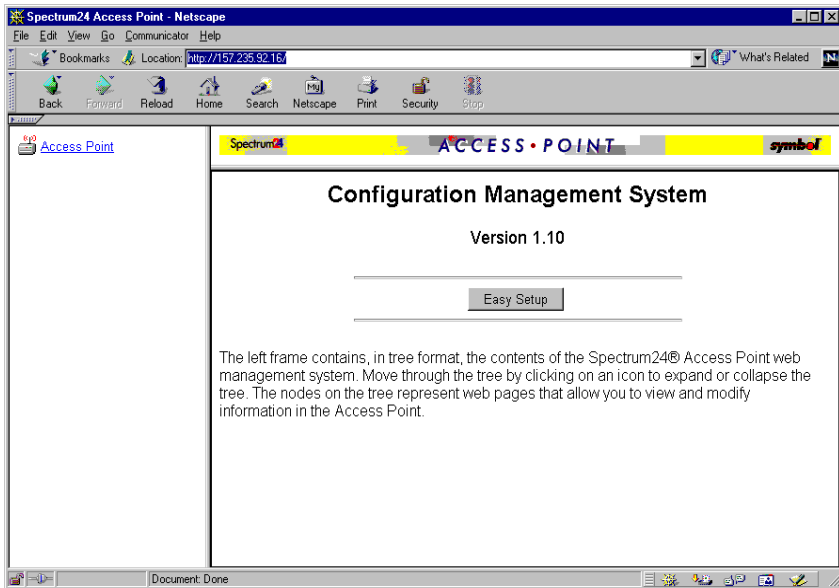 Spectrum24 Access Point - Netscape
File Edit View Go Communicator Help
Bookmarks Location: http://157.235.92.16/ What's Related N
Back Forward Reload Home Search Netscape Print Security Stop
My
Access Point
Spectrum24 ACCESS • POINT symbol
Configuration Management System
Version 1.10
Easy Setup
The left frame contains, in tree format, the contents of the Spectrum24® Access Point web
management system. Move through the tree by clicking on an icon to expand or collapse the
tree. The nodes on the tree represent web pages that allow you to view and modify
information in the Access Point.
Document: Done